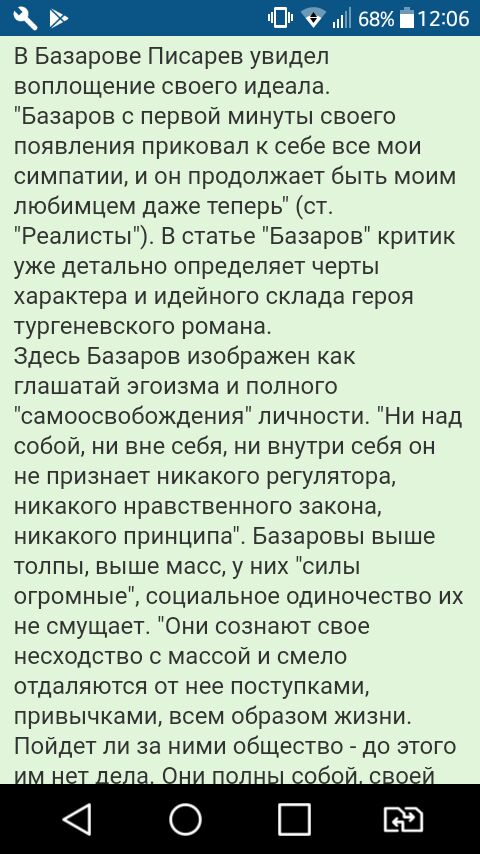 68% 12:06
В Базарове Писарев увидел
воплощение своего идеала.
"Базаров с первой минуты своего
появления приковал к себе все мои
симпатии, и он продолжает быть моим
любимцем даже теперь" (ст.
"Реалисты"). В статье "Базаров" критик
уже детально определяет черты
характера и идейного склада героя
тургеневского романа.
Здесь Базаров изображен как
глашатай эгоизма и полного
"самоосвобождения" личности. "Ни над
собой, ни вне себя, ни внутри себя он
не признает никакого регулятора,
никакого нравственного закона,
никакого принципа". Базаровы выше
толпы, выше масс, у них "силы
огромные", социальное одиночество их
не смущает. "Они сознают свое
несходство с массой и смело
отдаляются от нее поступками,
привычками, всем образом жизни.
Пойдет ли за ними общество - до этого
им нет дела. Они полны собой, своей